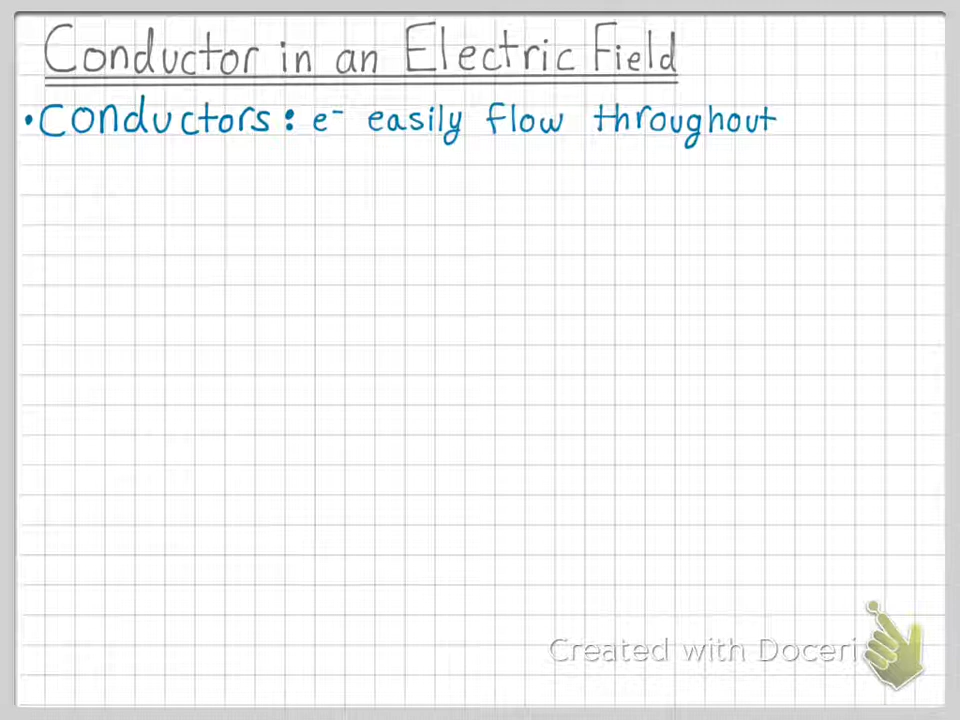 Conductor in an Electric Field
• Conductors: e⁻ easily flow throughout
Created with Doceri